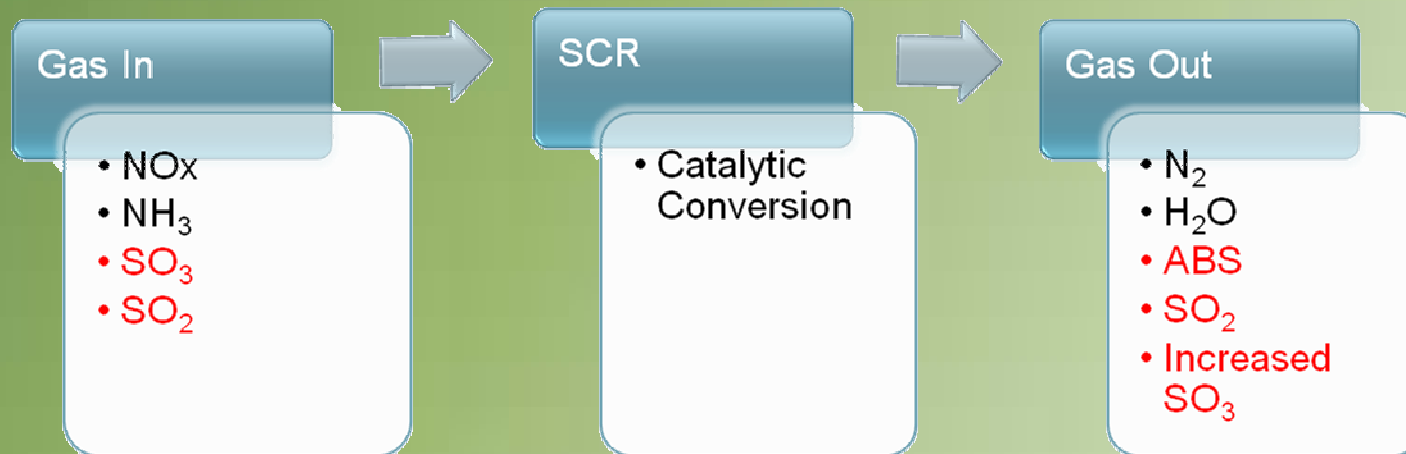 Gas In
• NOx
• NH₃
• SO₃
• SO₂
SCR
• Catalytic
Conversion
Gas Out
• N₂
• H₂O
• ABS
• SO₂
• Increased
SO₃